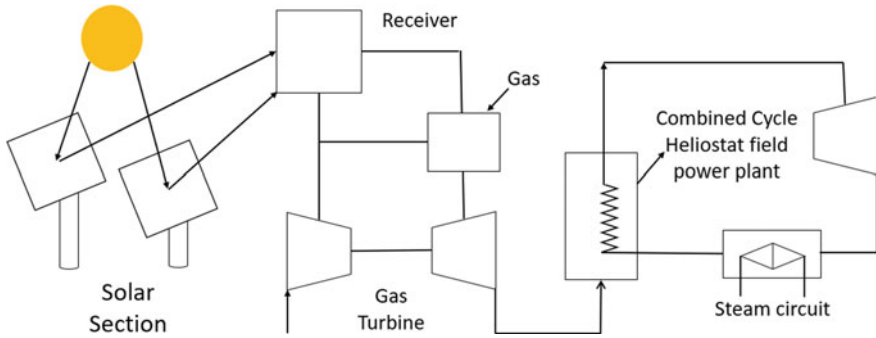 Receiver
Gas
Combined Cycle
Heliostat field
power plant
Solar
Section
Gas
Turbine
Steam circuit